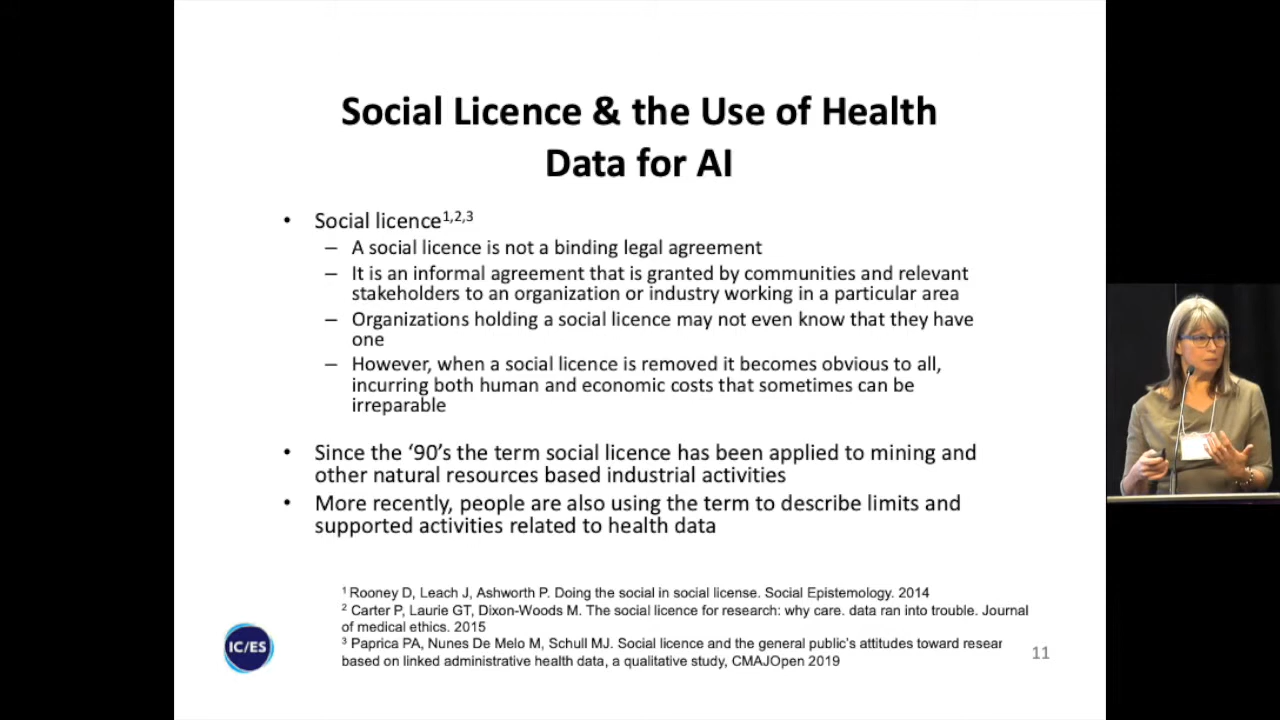 Social Licence & the Use of Health
Data for AI
• Social licence1,2,3
– A social licence is not a binding legal agreement
– It is an informal agreement that is granted by communities and relevant
stakeholders to an organization or industry working in a particular area
– Organizations holding a social licence may not even know that they have
one
– However, when a social licence is removed it becomes obvious to all,
incurring both human and economic costs that sometimes can be
irreparable
• Since the ‘90’s the term social licence has been applied to mining and
other natural resources based industrial activities
• More recently, people are also using the term to describe limits and
supported activities related to health data
1 Rooney D, Leach J, Ashworth P. Doing the social in social license. Social Epistemology. 2014
2 Carter P, Laurie GT, Dixon-Woods M. The social licence for research: why care. data ran into trouble. Journal
of medical ethics. 2015
3 Paprica PA, Nunes De Melo M, Schull MJ. Social licence and the general public's attitudes toward resear
based on linked administrative health data, a qualitative study, CMAJOpen 2019
IC/ES
11